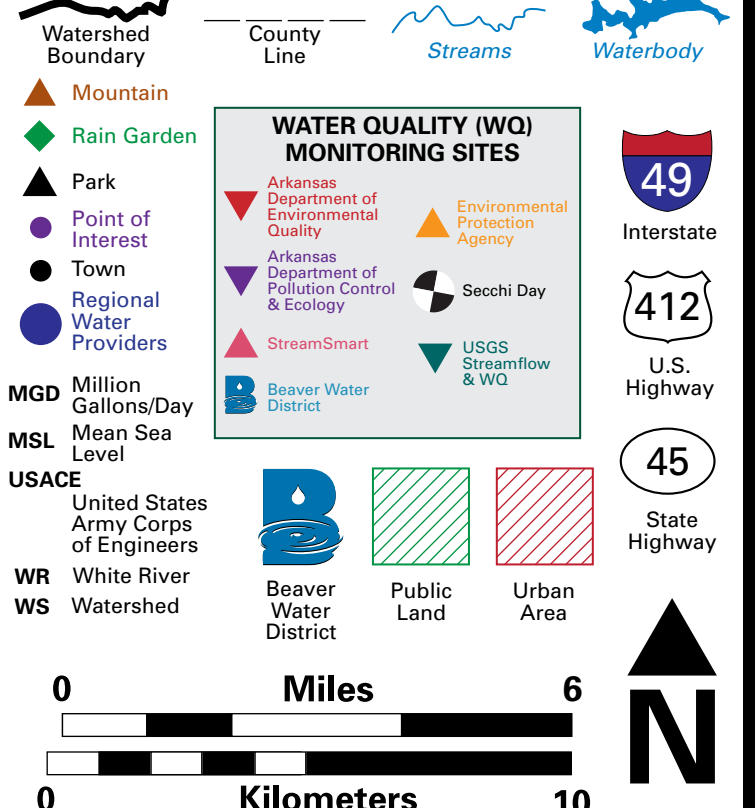 Watershed
Boundary
County
Line
Streams
Waterbody
Mountain
Rain Garden
Park
Point of
Interest
Town
Regional
Water
Providers
MGD Million
Gallons/Day
MSL Mean Sea
Level
USACE
United States
Army Corps
of Engineers
WR White River
WS Watershed
WATER QUALITY (WQ)
MONITORING SITES
Arkansas
Department of
Environmental
Quality
Arkansas
Department of
Pollution Control
& Ecology
StreamSmart
Beaver Water
District
Environmental
Protection
Agency
Secchi Day
USGS
Streamflow
& WQ
49
Interstate
412
U.S.
Highway
45
State
Highway
Beaver
Water
District
Public
Land
Urban
Area
N
0 Miles 6
0 Kilometers 10